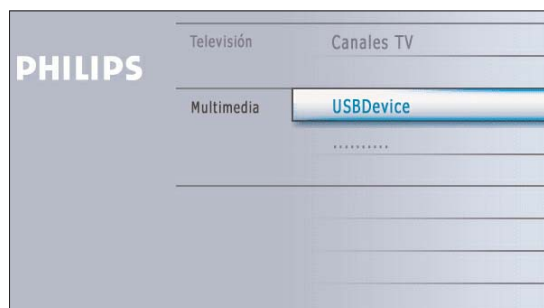 PHILIPS
Televisión Canales TV
Multimedia USBDevice
..........